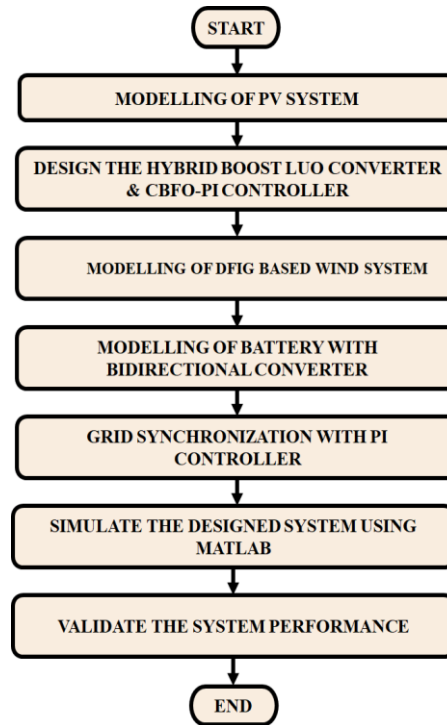 START
MODELLING OF PV SYSTEM
DESIGN THE HYBRID BOOST LUO CONVERTER
& CBFO-PI CONTROLLER
MODELLING OF DFIG BASED WIND SYSTEM
MODELLING OF BATTERY WITH
BIDIRECTIONAL CONVERTER
GRID SYNCHRONIZATION WITH PI
CONTROLLER
SIMULATE THE DESIGNED SYSTEM USING
MATLAB
VALIDATE THE SYSTEM PERFORMANCE
END